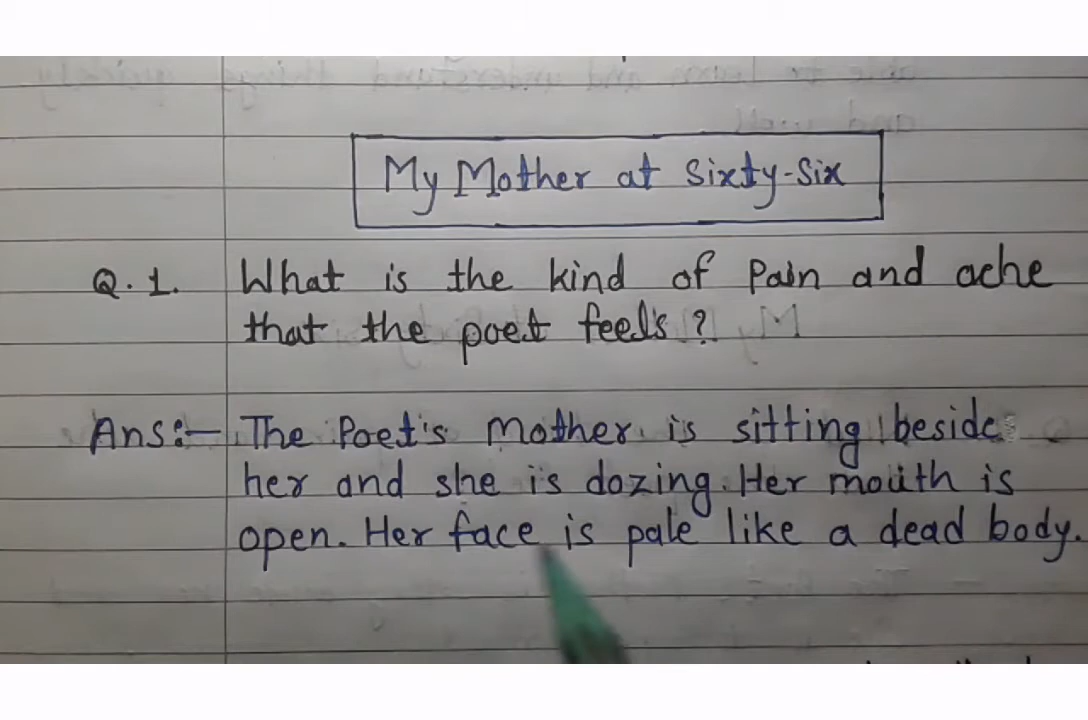 My Mother at Sixty-Six
Q.1. What is the kind of Pain and ache
that the poet feels?
Ans:- The Poet's Mother is sitting beside
her and she is dozing. Her mouth is
open. Her face is pale like a dead body.